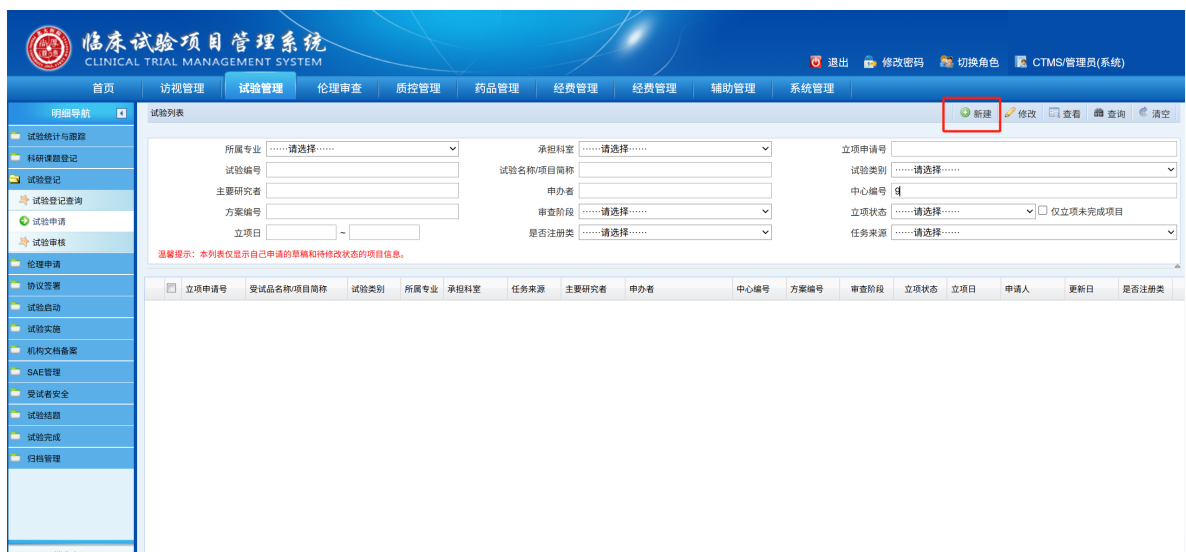 临床试验项目管理系统
CLINICAL TRIAL MANAGEMENT SYSTEM
退出 修改密码 切换角色 CTMS/管理员(系统)
首页 访视管理 试验管理 伦理审查 质控管理 药品管理 经费管理 经费管理 辅助管理 系统管理
明细导航
试验统计与跟踪
科研课题登记
试验登记
试验登记查询
试验申请
试验审核
伦理申请
协议签署
试验启动
试验实施
机构文档备案
SAE管理
受试者安全
试验结题
试验完成
归档管理
试验列表 新建 修改 查看 查询 清空
所属专业 ……请选择…… 承担科室 ……请选择…… 立项申请号
试验编号 试验名称/项目简称 试验类别 ……请选择……
主要研究者 申办者 中心编号 9
方案编号 审查阶段 ……请选择…… 立项状态 ……请选择…… 仅立项未完成项目
立项日 ~ 是否注册类 ……请选择…… 任务来源 ……请选择……
温馨提示：本列表仅显示自己申请的草稿和待修改状态的项目信息。
立项申请号 受试品名称/项目简称 试验类别 所属专业 承担科室 任务来源 主要研究者 申办者 中心编号 方案编号 审查阶段 立项状态 立项日 申请人 更新日 是否注册类